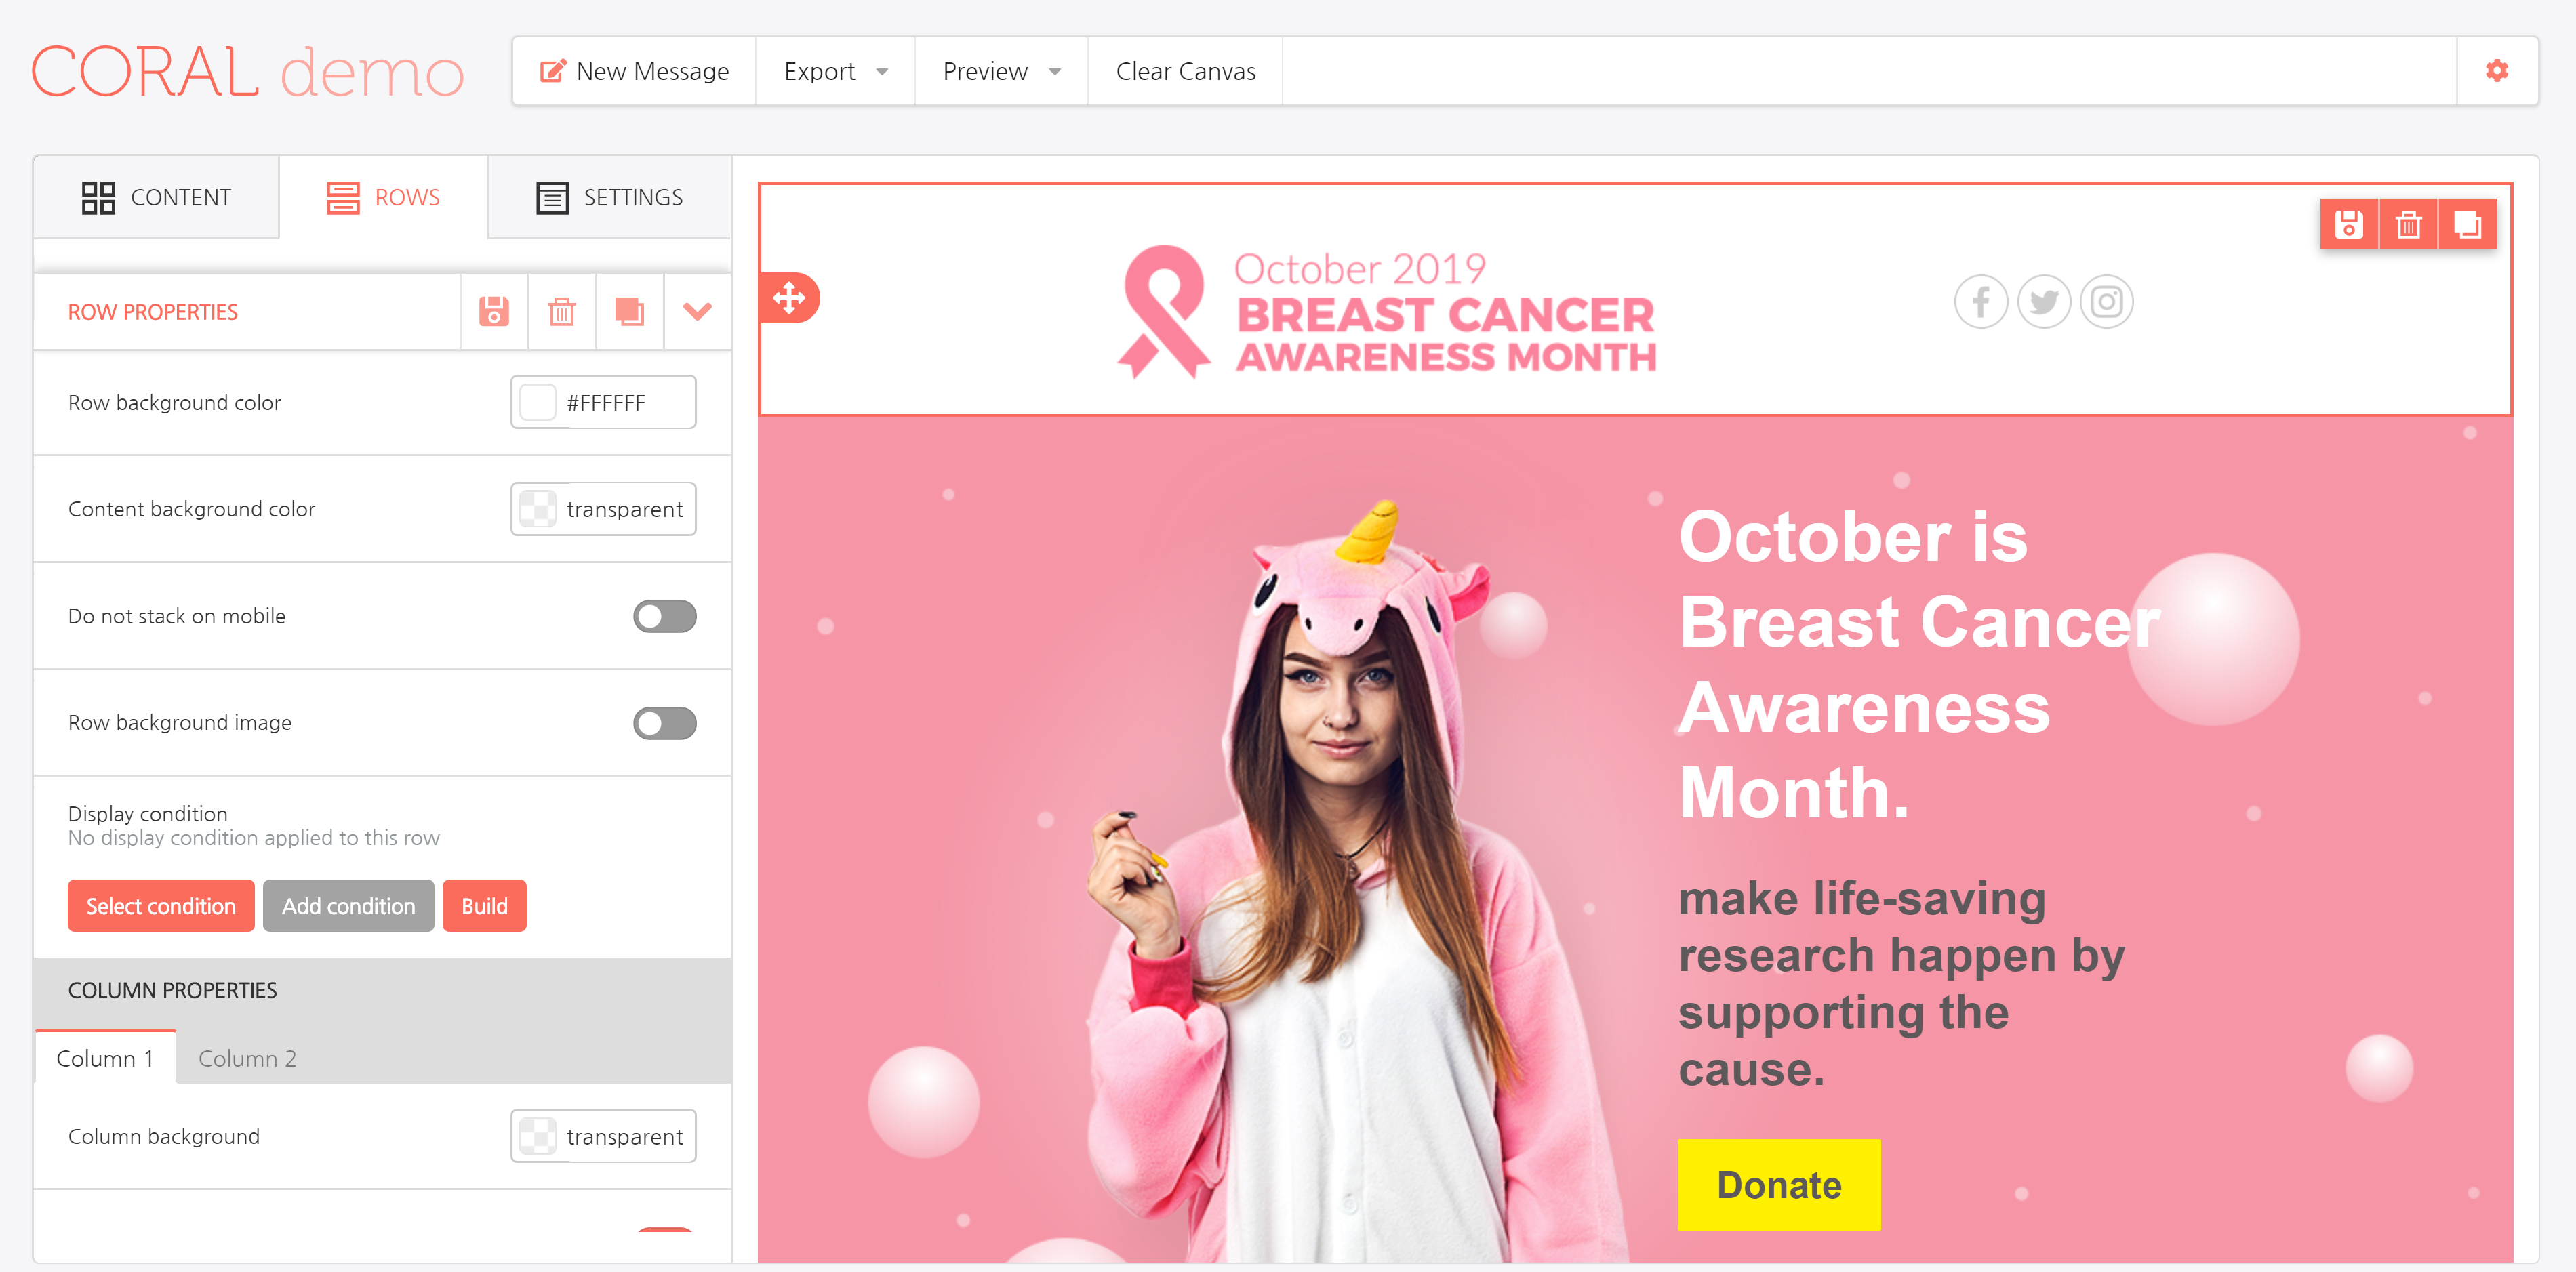 CORAL demo
New Message
Export
Preview
Clear Canvas
CONTENT
ROWS
SETTINGS
ROW PROPERTIES
Row background color
#FFFFFF
Content background color
transparent
Do not stack on mobile
Row background image
Display condition
No display condition applied to this row
Select condition
Add condition
Build
COLUMN PROPERTIES
Column 1
Column 2
Column background
transparent
October 2019
BREAST CANCER
AWARENESS MONTH
October is
Breast Cancer
Awareness
Month.
make life-saving
research happen by
supporting the
cause.
Donate